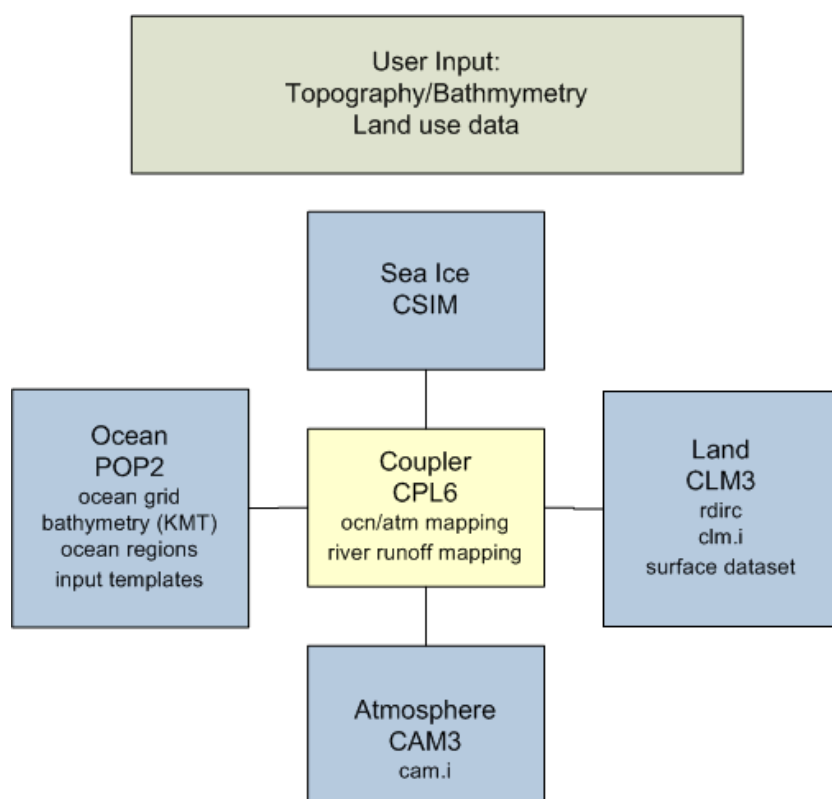 User Input:
Topography/Bathmymetry
Land use data
Sea Ice
CSIM
Ocean
POP2
ocean grid
bathymetry (KMT)
ocean regions
input templates
Coupler
CPL6
ocn/atm mapping
river runoff mapping
Land
CLM3
rdirc
clm.i
surface dataset
Atmosphere
CAM3
cam.i